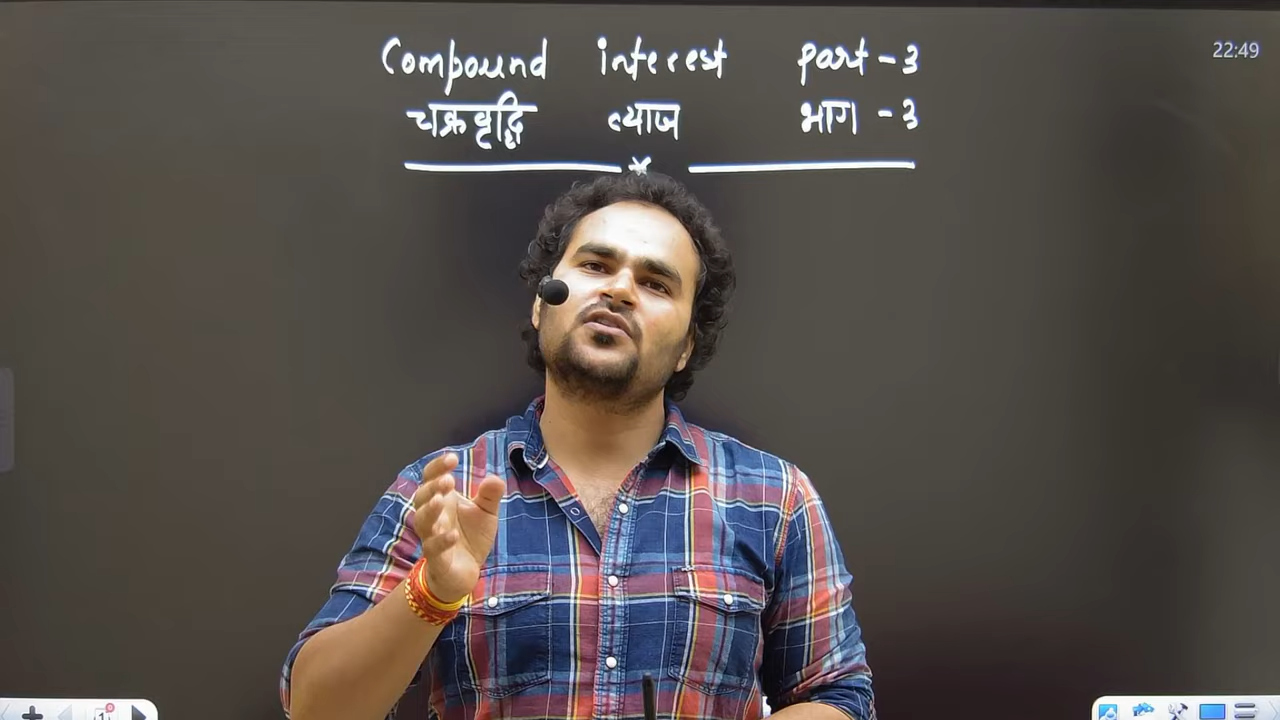 Compound interest part - 3
22:49
चक्रवृद्धि ब्याज भाग - 3